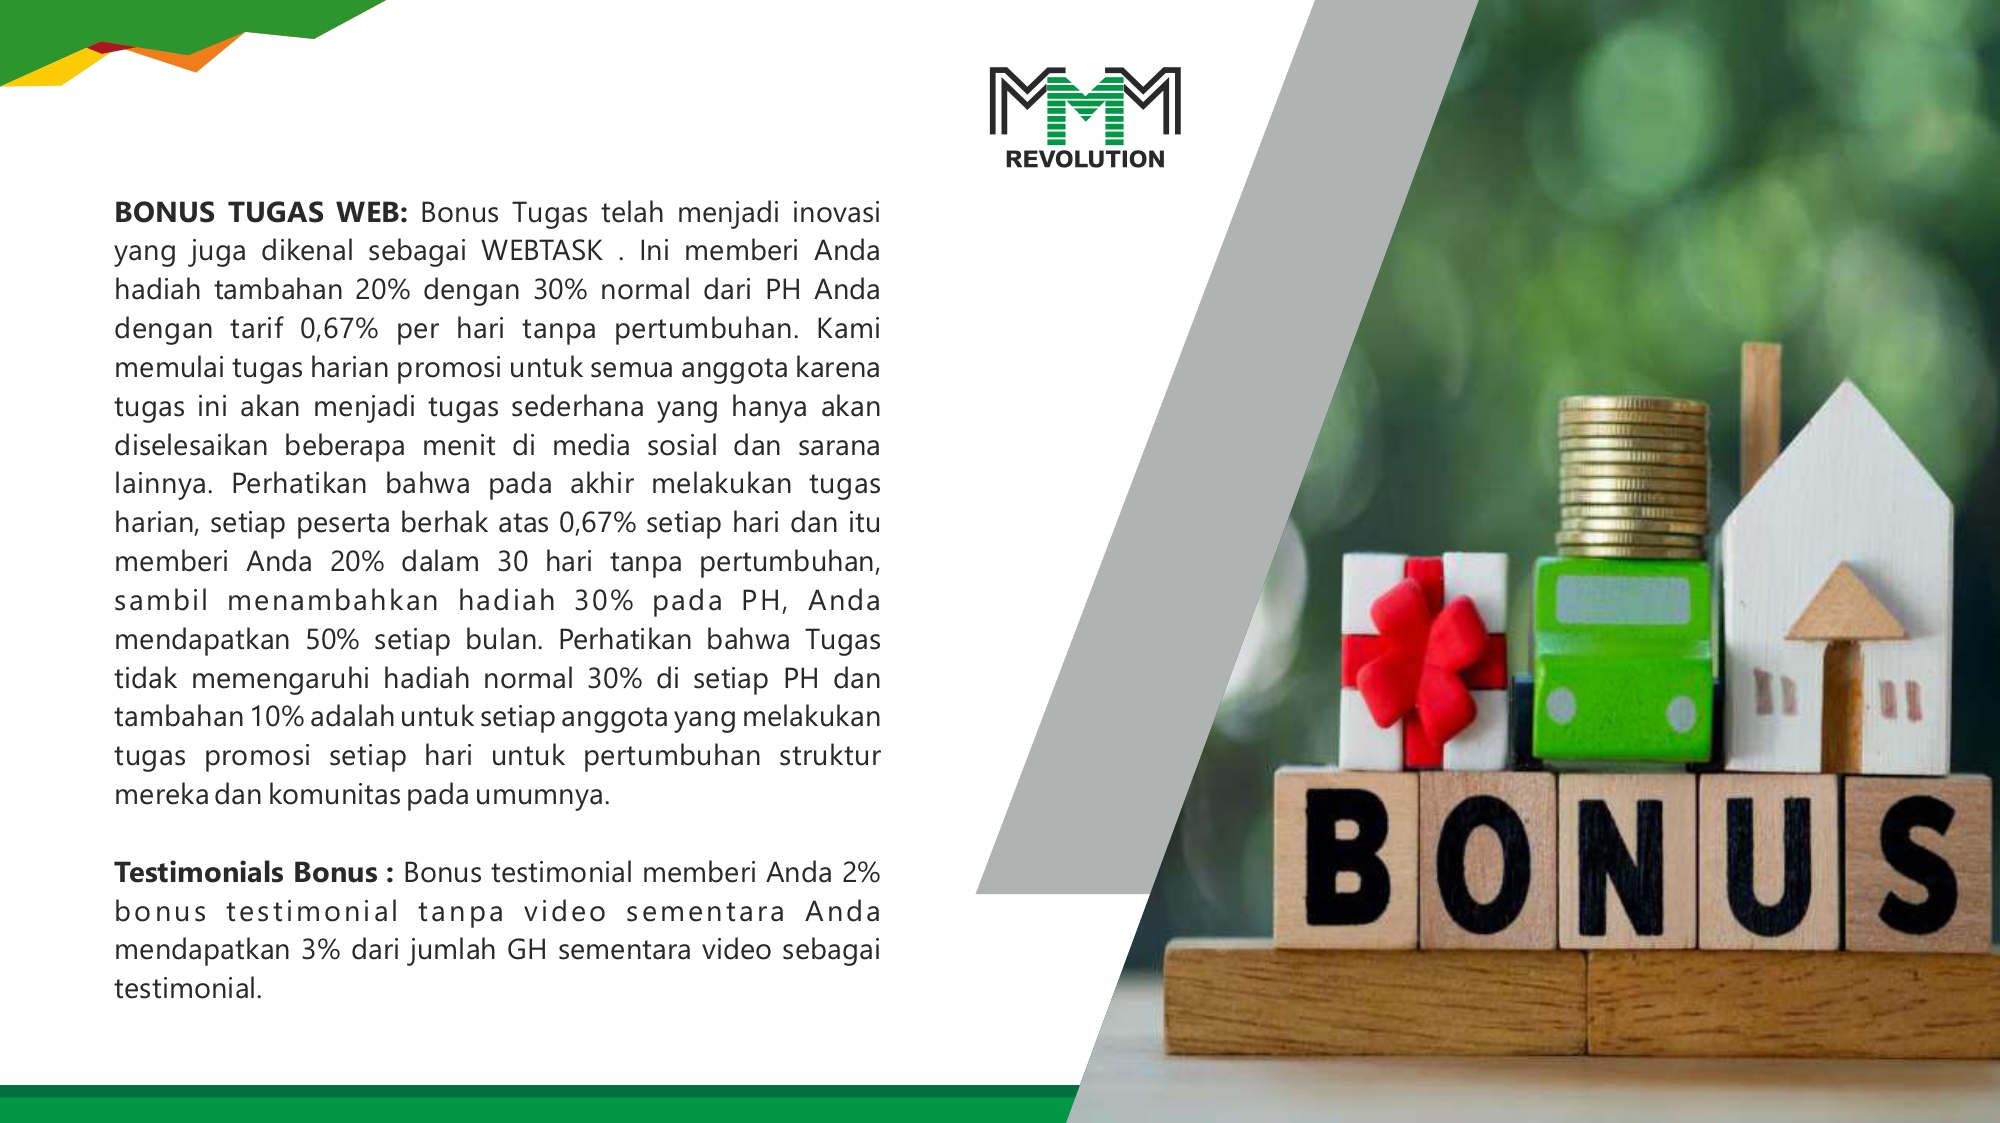 MMM
REVOLUTION
BONUS TUGAS WEB: Bonus Tugas telah menjadi inovasi
yang juga dikenal sebagai WEBTASK . Ini memberi Anda
hadiah tambahan 20% dengan 30% normal dari PH Anda
dengan tarif 0,67% per hari tanpa pertumbuhan. Kami
memulai tugas harian promosi untuk semua anggota karena
tugas ini akan menjadi tugas sederhana yang hanya akan
diselesaikan beberapa menit di media sosial dan sarana
lainnya. Perhatikan bahwa pada akhir melakukan tugas
harian, setiap peserta berhak atas 0,67% setiap hari dan itu
memberi Anda 20% dalam 30 hari tanpa pertumbuhan,
sambil menambahkan hadiah 30% pada PH, Anda
mendapatkan 50% setiap bulan. Perhatikan bahwa Tugas
tidak memengaruhi hadiah normal 30% di setiap PH dan
tambahan 10% adalah untuk setiap anggota yang melakukan
tugas promosi setiap hari untuk pertumbuhan struktur
mereka dan komunitas pada umumnya.
Testimonials Bonus : Bonus testimonial memberi Anda 2%
bonus testimonial tanpa video sementara Anda
mendapatkan 3% dari jumlah GH sementara video sebagai
testimonial.
BONUS